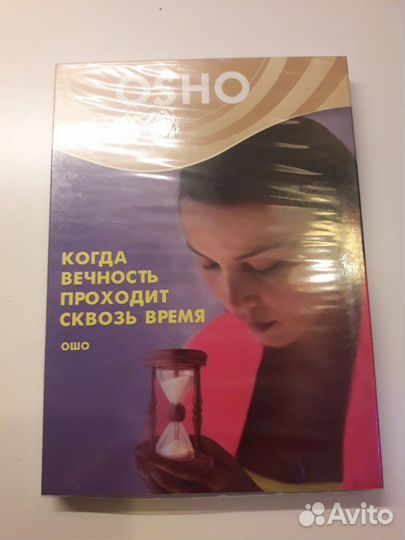 OSHO
КОГДА
ВЕЧНОСТЬ
ПРОХОДИТ
СКВОЗЬ ВРЕМЯ
ОШО
Avito